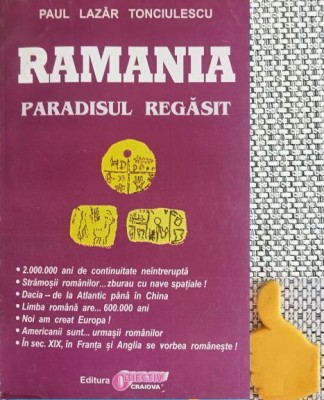 PAUL LAZĂR TONCIULESCU
RAMANIA
PARADISUL REGĂSIT
• 2.000.000 ani de continuitate neîntreruptă
• Strămoșii românilor... zburau cu nave spațiale !
• Dacia -- de la Atlantic până în China
• Limba română are... 600.000 ani
• Noi am creat Europa !
• Americanii sunt... urmașii românilor
• În sec. XIX, în Franța și Anglia se vorbea românește !
Editura OBIECTIV
CRAIOVA